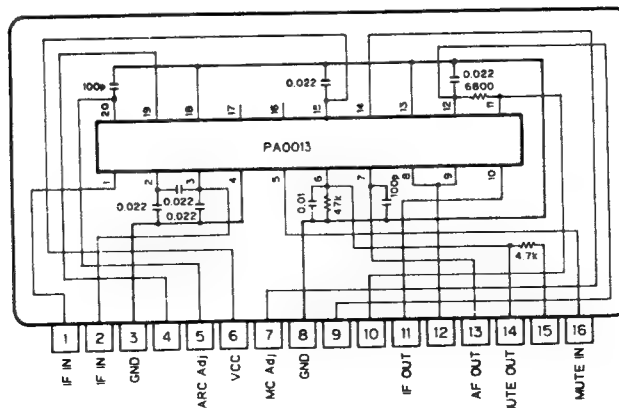 100p
0.022
0.022
6800
20
19
18
17
16
15
14
13
12
11
PA0013
1
2
3
4
5
6
7
8
9
10
0.022
0.022
0.022
0.01
47k
100p
4.7k
1
2
3
4
5
6
7
8
9
10
11
12
13
14
15
16
IF IN
IF IN
GND
ARC Adj
VCC
MC Adj
GND
IF OUT
AF OUT
MUTE OUT
MUTE IN